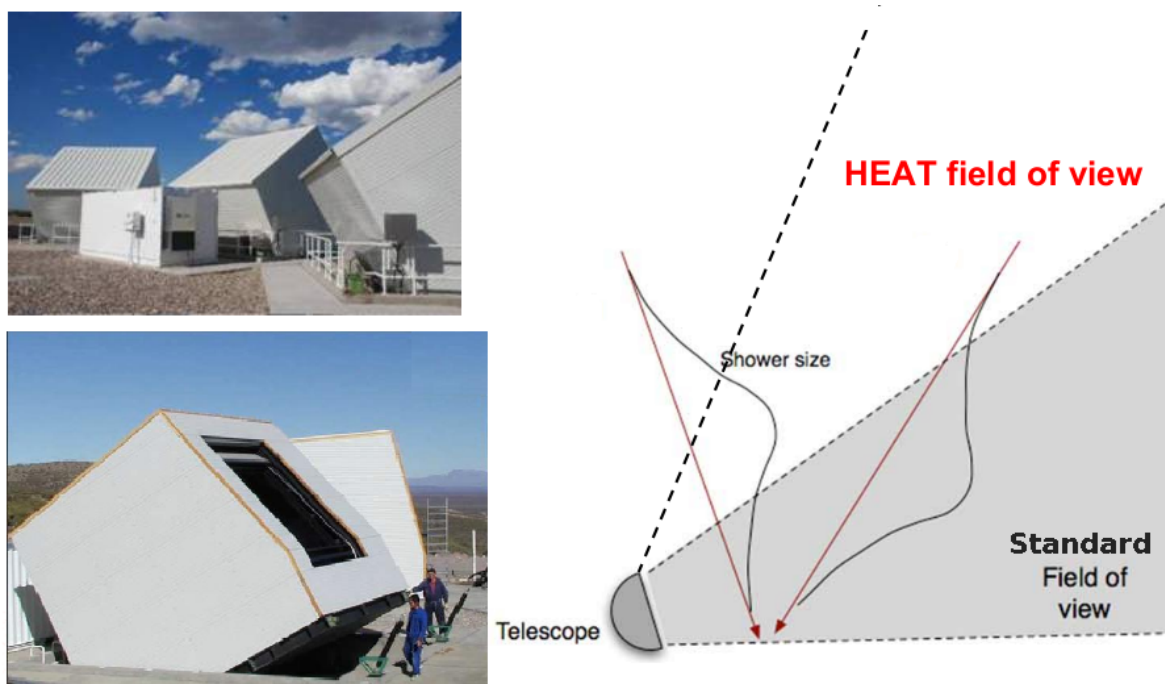 HEAT field of view
Shower size
Standard
Field of
view
Telescope